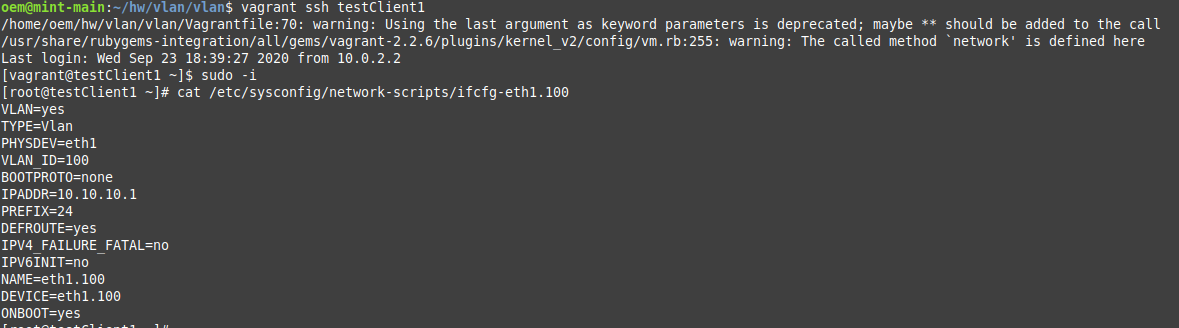 oem@mint-main:~/hw/vlan/vlan$ vagrant ssh testClient1
/home/oem/hw/vlan/vlan/Vagrantfile:70: warning: Using the last argument as keyword parameters is deprecated; maybe ** should be added to the call
/usr/share/rubygems-integration/all/gems/vagrant-2.2.6/plugins/kernel_v2/config/vm.rb:255: warning: The called method `network' is defined here
Last login: Wed Sep 23 18:39:27 2020 from 10.0.2.2
[vagrant@testClient1 ~]$ sudo -i
[root@testClient1 ~]# cat /etc/sysconfig/network-scripts/ifcfg-eth1.100
VLAN=yes
TYPE=Vlan
PHYSDEV=eth1
VLAN_ID=100
BOOTPROTO=none
IPADDR=10.10.10.1
PREFIX=24
DEFROUTE=yes
IPV4_FAILURE_FATAL=no
IPV6INIT=no
NAME=eth1.100
DEVICE=eth1.100
ONBOOT=yes
[root@testClient1 ~]#